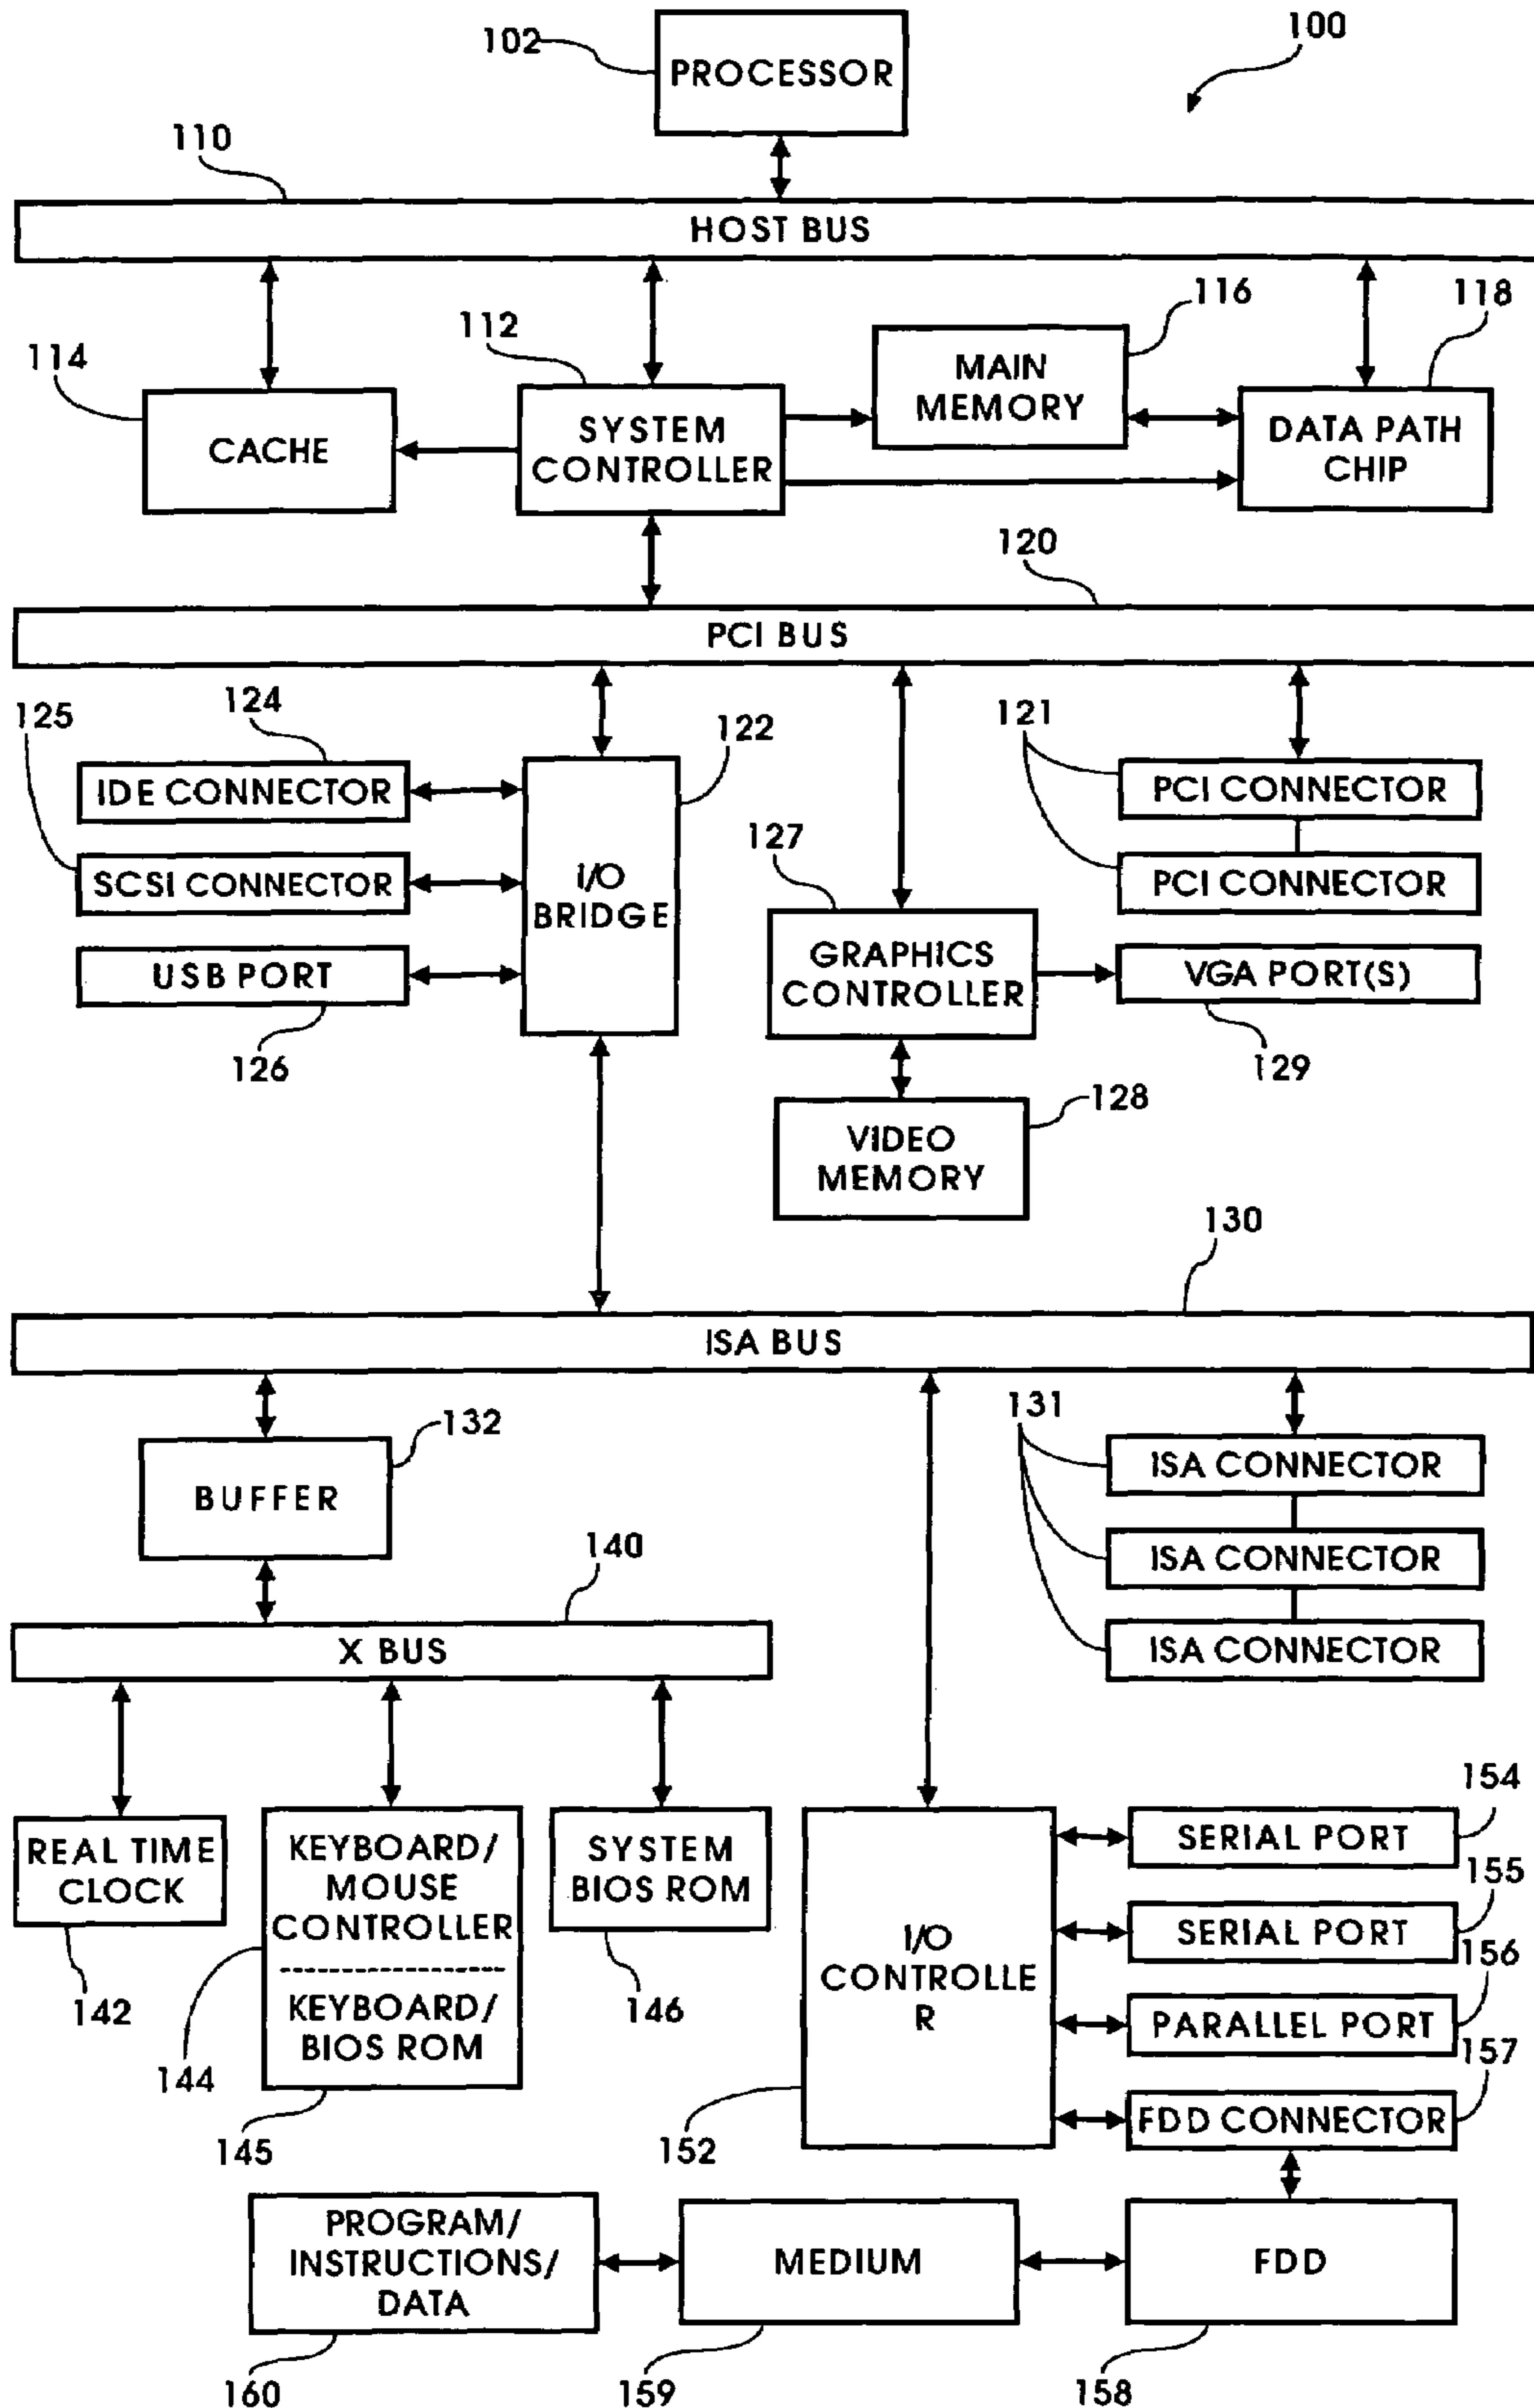 102
PROCESSOR
100
110
HOST BUS
116
118
112
114
MAIN
MEMORY
CACHE
SYSTEM
CONTROLLER
DATA PATH
CHIP
120
PCI BUS
125
124
122
121
IDE CONNECTOR
PCI CONNECTOR
127
SCSI CONNECTOR
I/O
BRIDGE
PCI CONNECTOR
USB PORT
GRAPHICS
CONTROLLER
VGA PORT(S)
126
129
128
VIDEO
MEMORY
130
ISA BUS
132
131
BUFFER
ISA CONNECTOR
140
ISA CONNECTOR
X BUS
ISA CONNECTOR
154
REAL TIME
CLOCK
KEYBOARD/
MOUSE
CONTROLLER
SYSTEM
BIOS ROM
SERIAL PORT
155
I/O
CONTROLLE
R
SERIAL PORT
156
142
KEYBOARD/
BIOS ROM
146
PARALLEL PORT
157
144
145
152
FDD CONNECTOR
PROGRAM/
INSTRUCTIONS/
DATA
MEDIUM
FDD
160
159
158